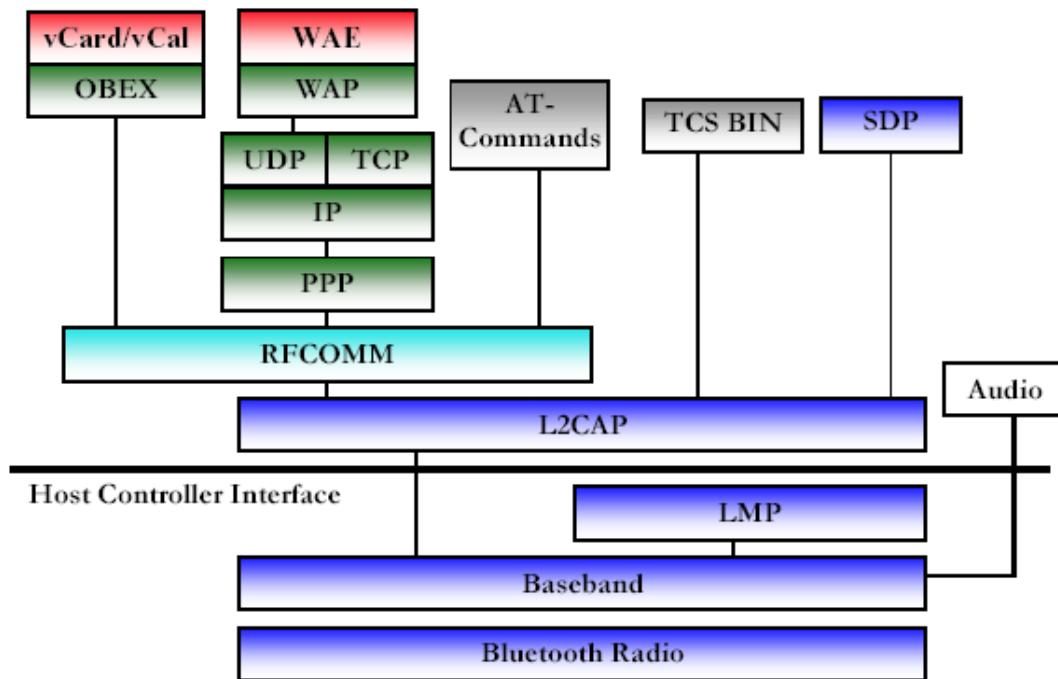 vCard/vCal
OBEX
WAE
WAP
UDP
TCP
IP
PPP
AT-
Commands
TCS BIN
SDP
RFCOMM
Audio
L2CAP
Host Controller Interface
LMP
Baseband
Bluetooth Radio